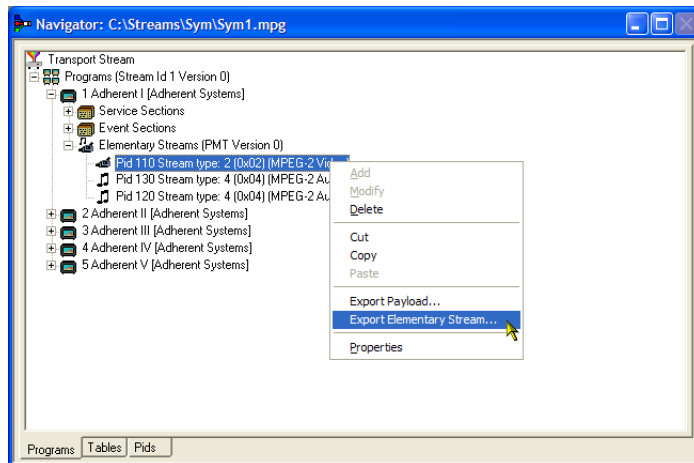 Navigator: C:\Streams\Sym\Sym1.mpg
Transport Stream
Programs (Stream Id 1 Version 0)
1 Adherent I [Adherent Systems]
Service Sections
Event Sections
Elementary Streams (PMT Version 0)
Pid 110 Stream type: 2 (0x02) (MPEG-2 Video)
Pid 130 Stream type: 4 (0x04) (MPEG-2 Au
Pid 120 Stream type: 4 (0x04) (MPEG-2 Au
2 Adherent II [Adherent Systems]
3 Adherent III [Adherent Systems]
4 Adherent IV [Adherent Systems]
5 Adherent V [Adherent Systems]
Add
Modify
Delete
Cut
Copy
Paste
Export Payload...
Export Elementary Stream...
Properties
Programs Tables Pids